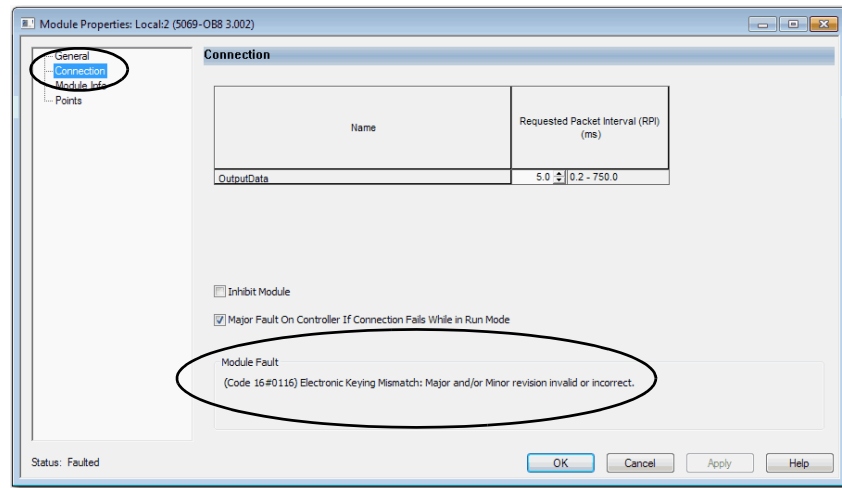 Module Properties: Local:2 (5069-OB8 3.002)
General
Connection
Module Info
Points
Connection
Name
Requested Packet Interval (RPI)
(ms)
OutputData
5.0
0.2 - 750.0
Inhibit Module
Major Fault On Controller If Connection Fails While in Run Mode
Module Fault
(Code 16#0116) Electronic Keying Mismatch: Major and/or Minor revision invalid or incorrect.
Status: Faulted
OK
Cancel
Apply
Help